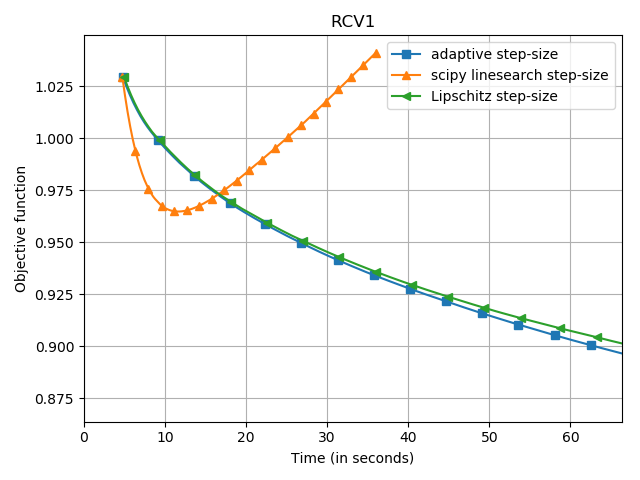 RCV1
adaptive step-size
scipy linesearch step-size
Lipschitz step-size
Objective function
1.025
1.000
0.975
0.950
0.925
0.900
0.875
0 10 20 30 40 50 60
Time (in seconds)